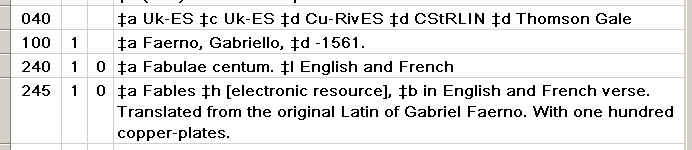 040 ‡a Uk-ES ‡c Uk-ES ‡d Cu-RivES ‡d CStRLIN ‡d Thomson Gale
100 1 ‡a Faerno, Gabriello, ‡d -1561.
240 1 0 ‡a Fabulae centum. ‡l English and French
245 1 0 ‡a Fables ‡h [electronic resource], ‡b in English and French verse.
Translated from the original Latin of Gabriel Faerno. With one hundred
copper-plates.